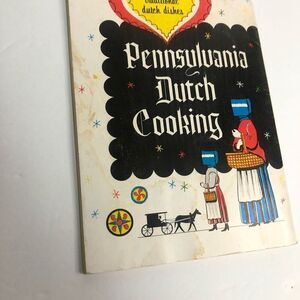 traditional
dutch dishes
Pennsylvania
Dutch
Cooking